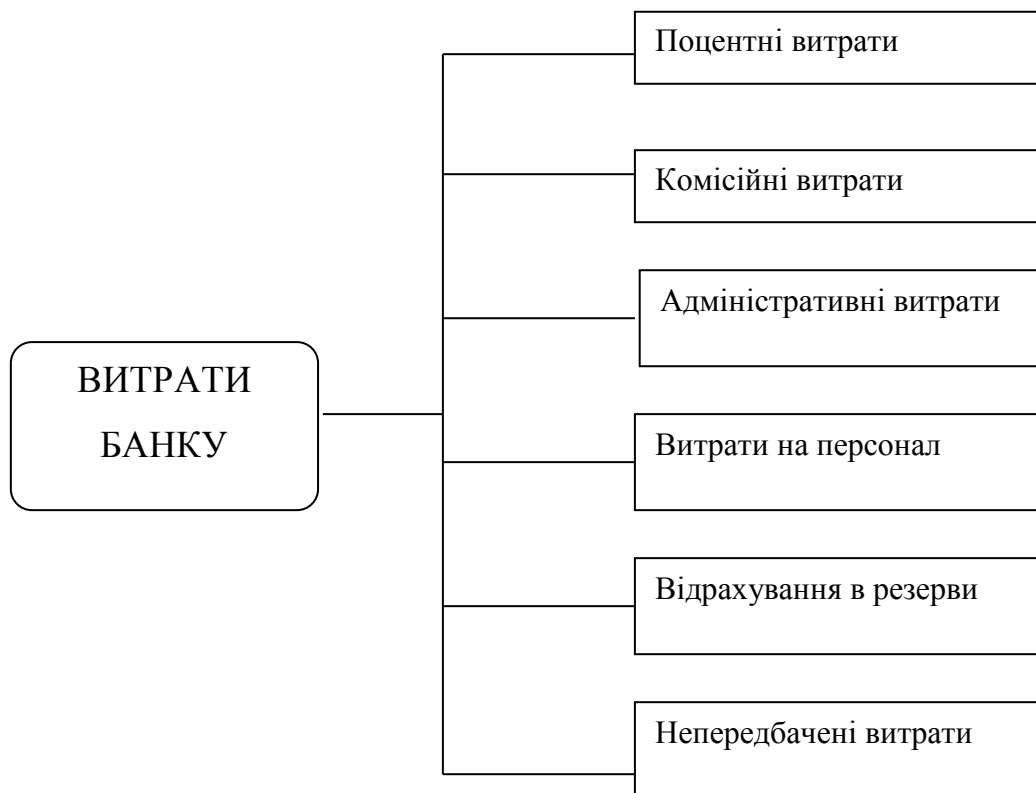 Поцентні витрати
Комісійні витрати
Адміністративні витрати
ВИТРАТИ
БАНКУ
Витрати на персонал
Відрахування в резерви
Непередбачені витрати